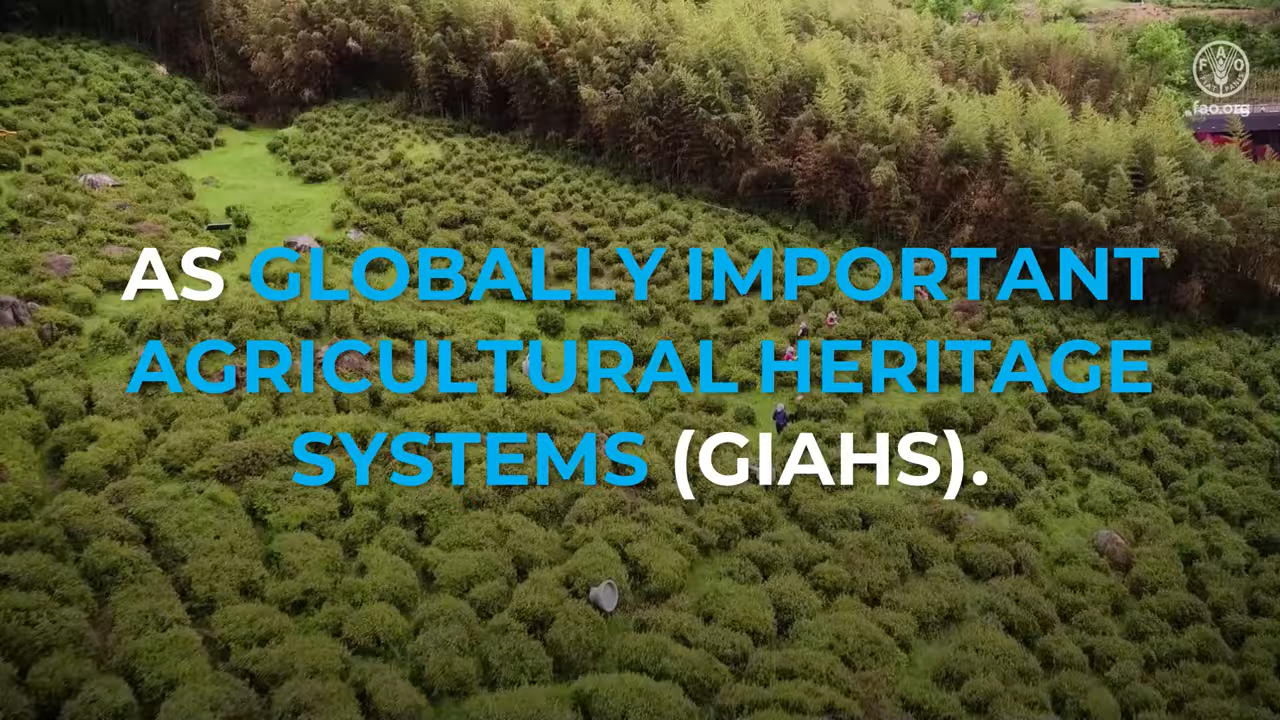 fao.org
AS GLOBALLY IMPORTANT
AGRICULTURAL HERITAGE
SYSTEMS (GIAHS).